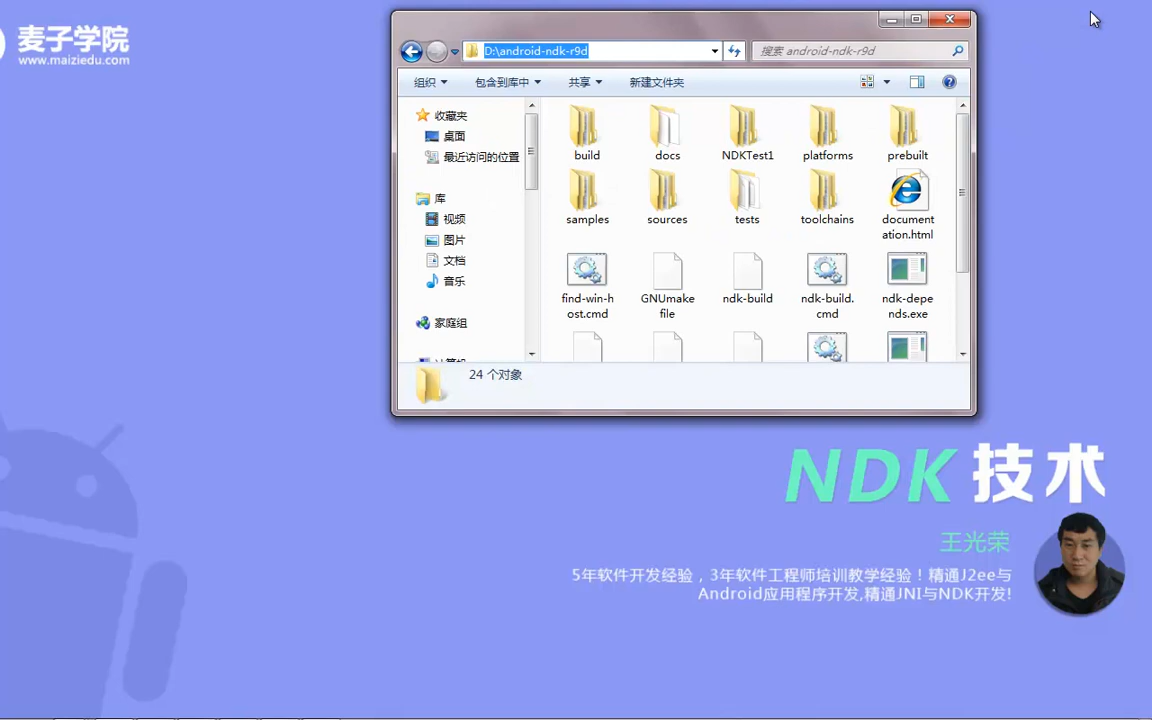 麦子学院
www.maiziedu.com
D:\android-ndk-r9d
搜索 android-ndk-r9d
组织
包含到库中
共享
新建文件夹
收藏夹
桌面
最近访问的位置
库
视频
图片
文档
音乐
家庭组
build
docs
NDKTest1
platforms
prebuilt
samples
sources
tests
toolchains
document
ation.html
find-win-h
ost.cmd
GNUmake
file
ndk-build
ndk-build.
cmd
ndk-depe
nds.exe
24 个对象
NDK 技术
王光荣
5年软件开发经验，3年软件工程师培训教学经验！精通J2ee与
Android应用程序开发,精通JNI与NDK开发!